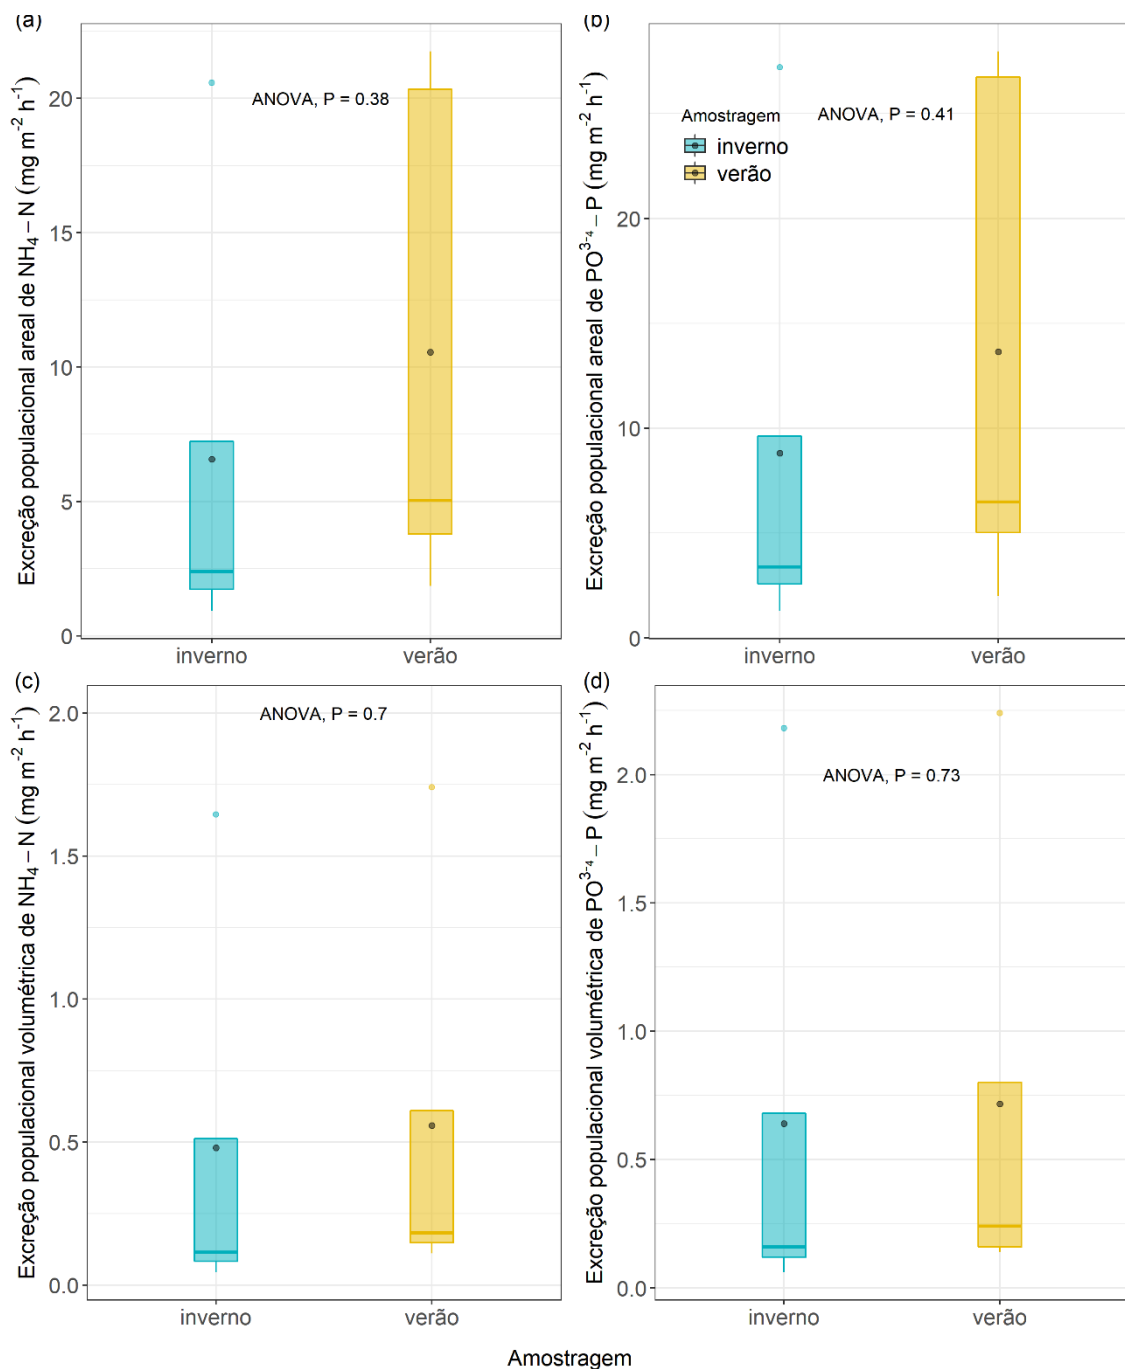 (a)
Excreção populacional areal de NH₄ − N (mg m⁻² h⁻¹)
20
15
10
5
0
ANOVA, P = 0.38
inverno verão
(b)
Excreção populacional areal de PO³⁻⁴ − P (mg m⁻² h⁻¹)
20
10
0
ANOVA, P = 0.41
Amostragem
inverno
verão
inverno verão
(c)
Excreção populacional volumétrica de NH₄ − N (mg m⁻² h⁻¹)
2.0
1.5
1.0
0.5
0.0
ANOVA, P = 0.7
inverno verão
(d)
Excreção populacional volumétrica de PO³⁻⁴ − P (mg m⁻² h⁻¹)
2.0
1.5
1.0
0.5
0.0
ANOVA, P = 0.73
inverno verão
Amostragem